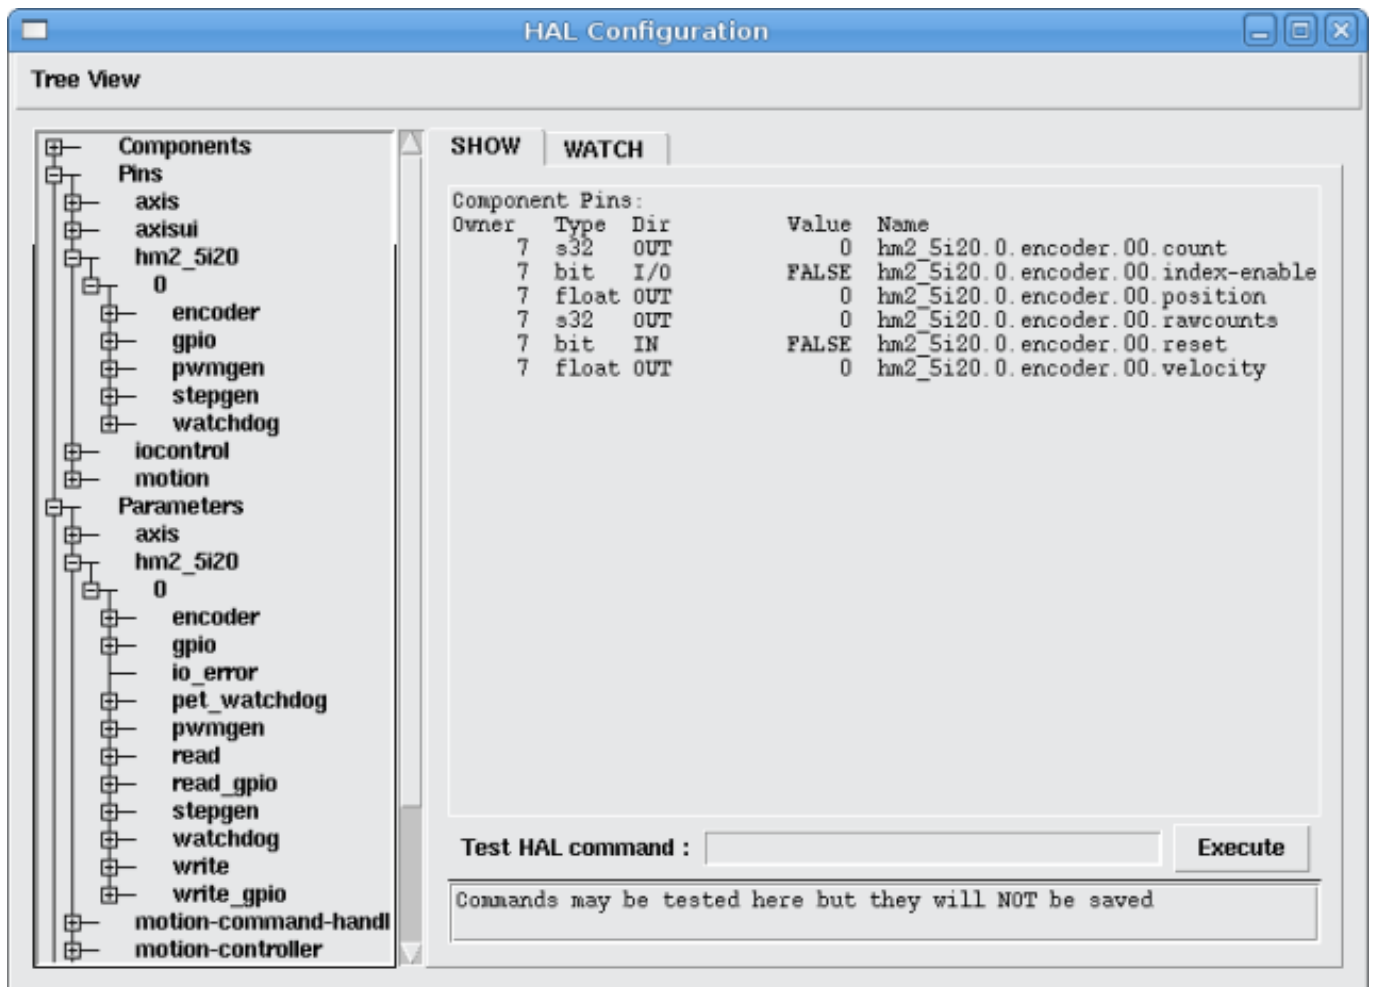 HAL Configuration
Tree View
Components
Pins
axis
axisui
hm2_5i20
0
encoder
gpio
pwmgen
stepgen
watchdog
iocontrol
motion
Parameters
axis
hm2_5i20
0
encoder
gpio
io_error
pet_watchdog
pwmgen
read
read_gpio
stepgen
watchdog
write
write_gpio
motion-command-handl
motion-controller
SHOW WATCH
Component Pins:
Owner Type Dir Value Name
7 s32 OUT 0 hm2_5i20.0.encoder.00.count
7 bit I/O FALSE hm2_5i20.0.encoder.00.index-enable
7 float OUT 0 hm2_5i20.0.encoder.00.position
7 s32 OUT 0 hm2_5i20.0.encoder.00.rawcounts
7 bit IN FALSE hm2_5i20.0.encoder.00.reset
7 float OUT 0 hm2_5i20.0.encoder.00.velocity
Test HAL command : Execute
Commands may be tested here but they will NOT be saved